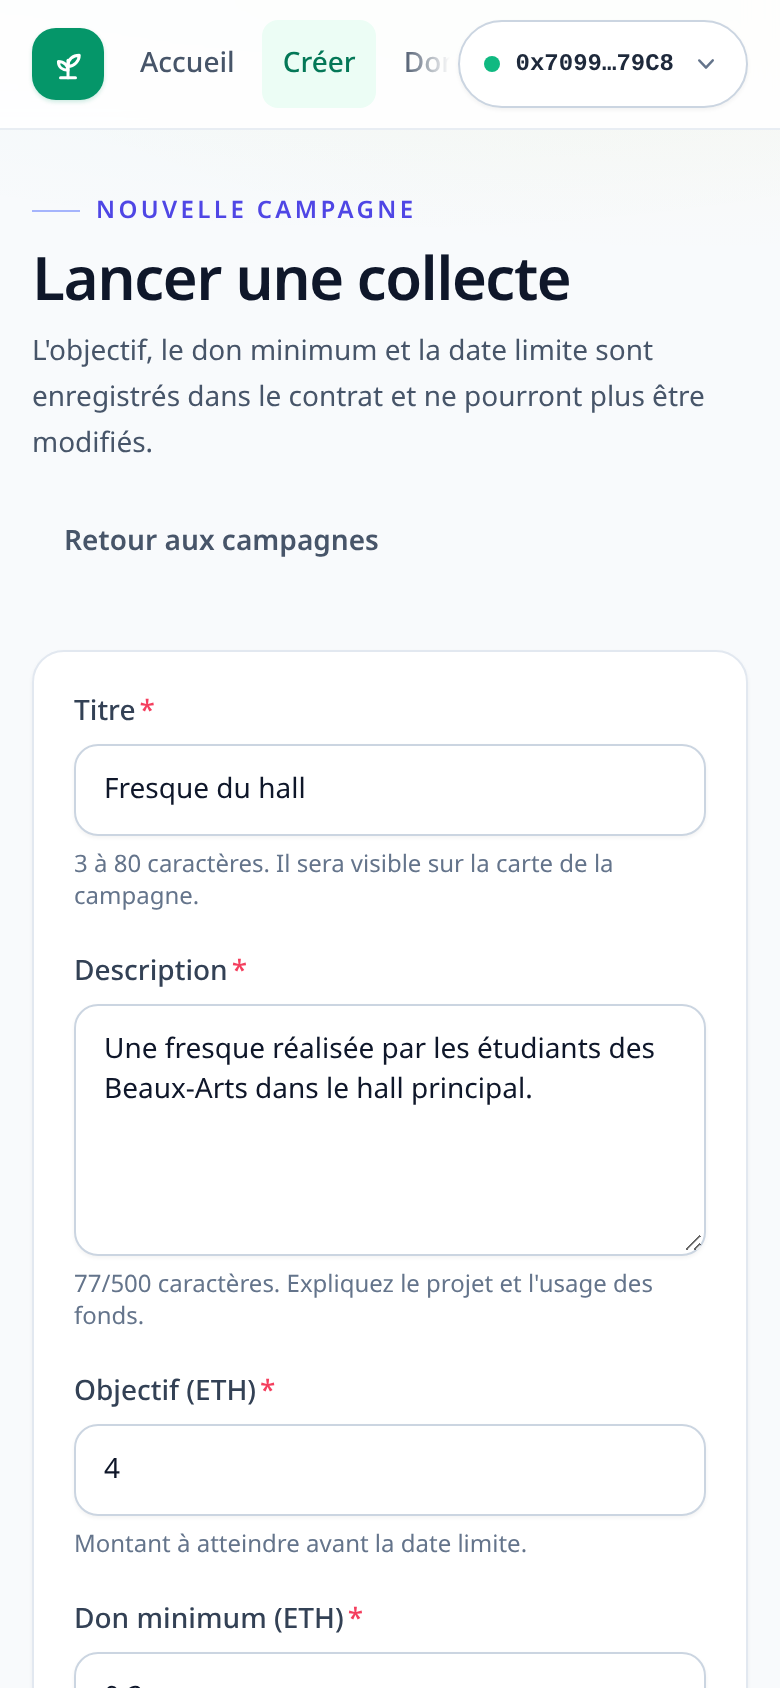 Accueil
Créer
0x7099…79C8
NOUVELLE CAMPAGNE
Lancer une collecte
L'objectif, le don minimum et la date limite sont
enregistrés dans le contrat et ne pourront plus être
modifiés.
Retour aux campagnes
Titre *
Fresque du hall
3 à 80 caractères. Il sera visible sur la carte de la
campagne.
Description *
Une fresque réalisée par les étudiants des
Beaux-Arts dans le hall principal.
77/500 caractères. Expliquez le projet et l'usage des
fonds.
Objectif (ETH) *
4
Montant à atteindre avant la date limite.
Don minimum (ETH) *